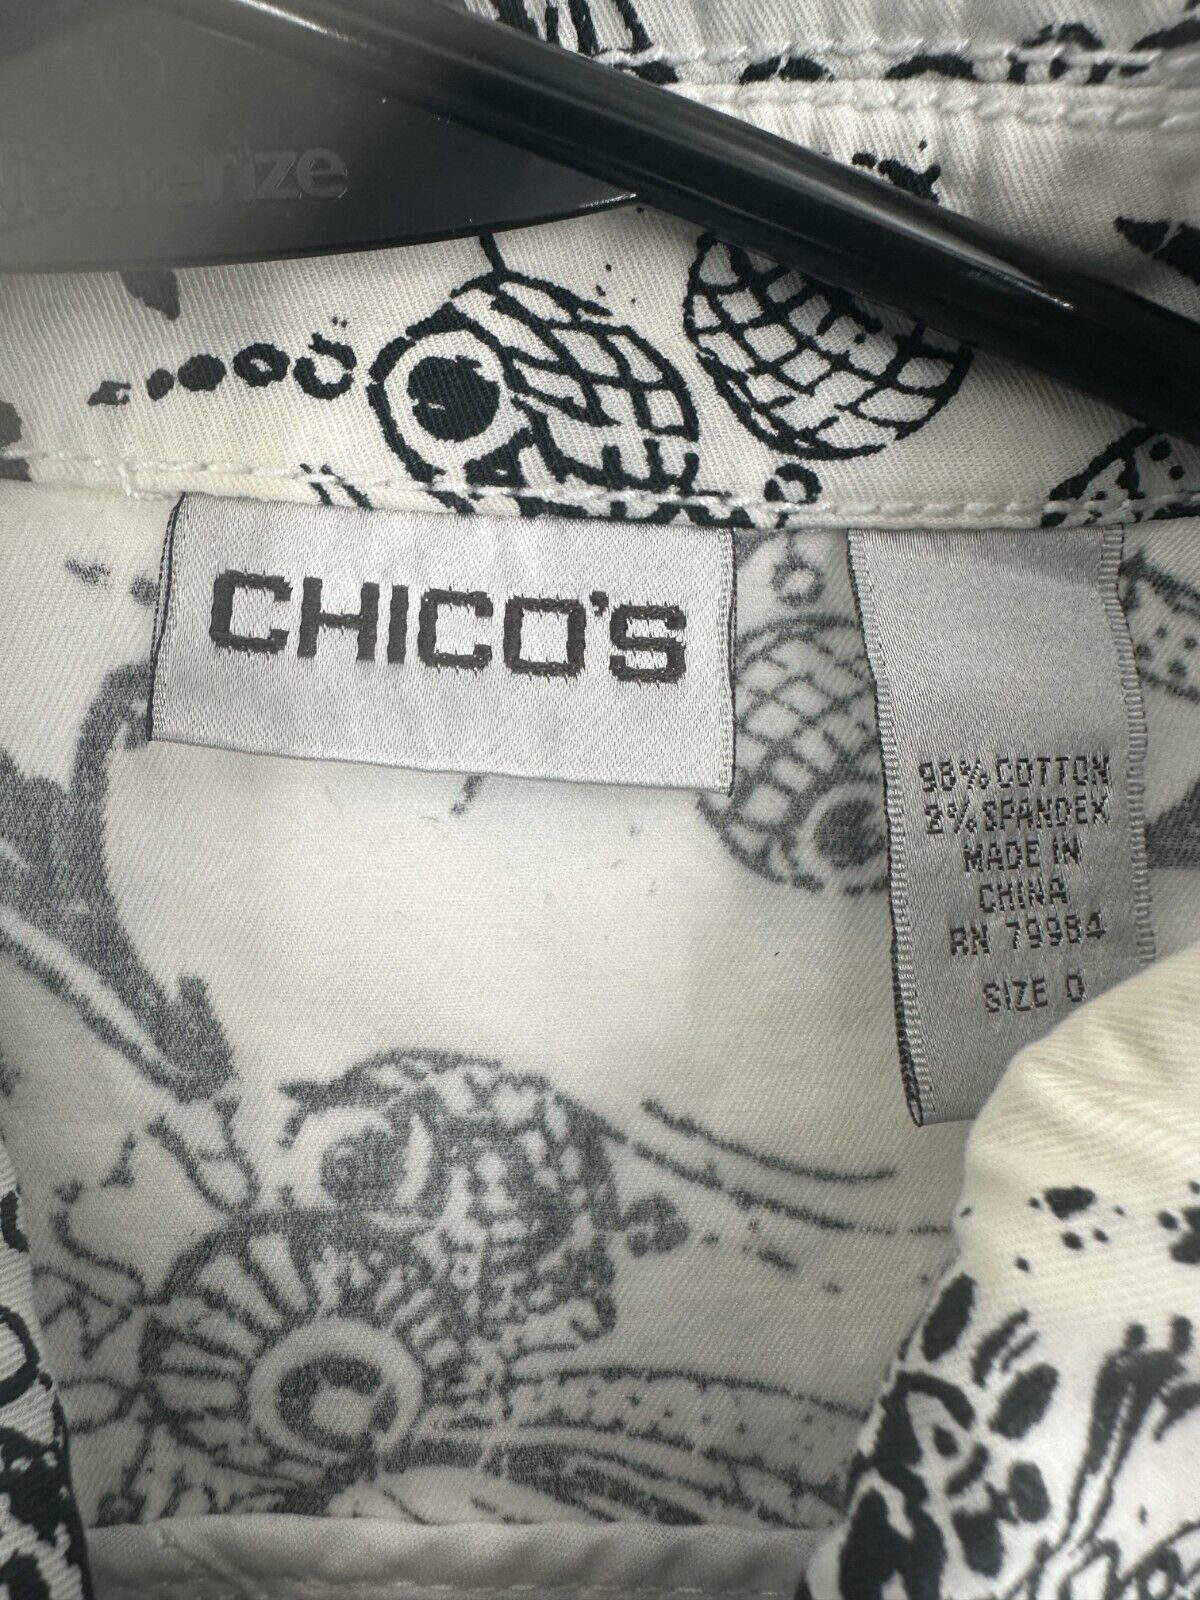 CHICO'S
98% COTTON
2% SPANDEX
MADE IN
CHINA
RN 79984
SIZE 0